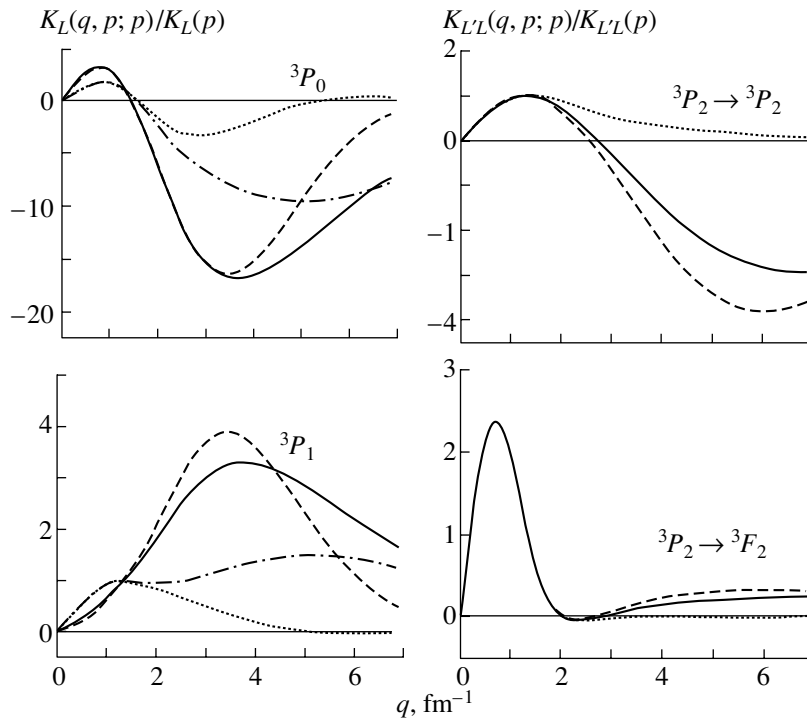 K_L(q, p; p)/K_L(p)
K_{L′L}(q, p; p)/K_{L′L}(p)
³P₀
0
−10
−20
³P₂ → ³P₂
2
1
0
−1
−4
³P₁
4
2
0
0 2 4 6
³P₂ → ³F₂
3
2
1
0
0 2 4 6
q, fm⁻¹